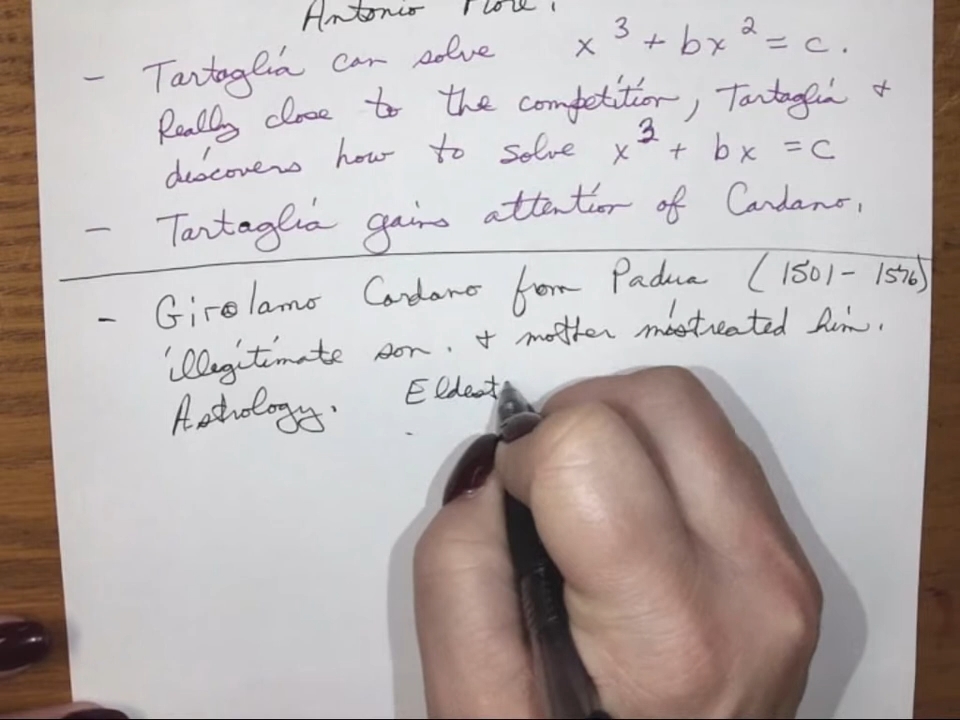 Antonio Fiore.
- Tartaglia can solve x³ + bx² = c.
Really close to the competition, Tartaglia +
discovers how to solve x³ + bx = c
- Tartaglia gains attention of Cardano.
- Girolamo Cardano from Padua (1501 - 1576)
illegitimate son. + mother mistreated him.
Astrology. Eldest